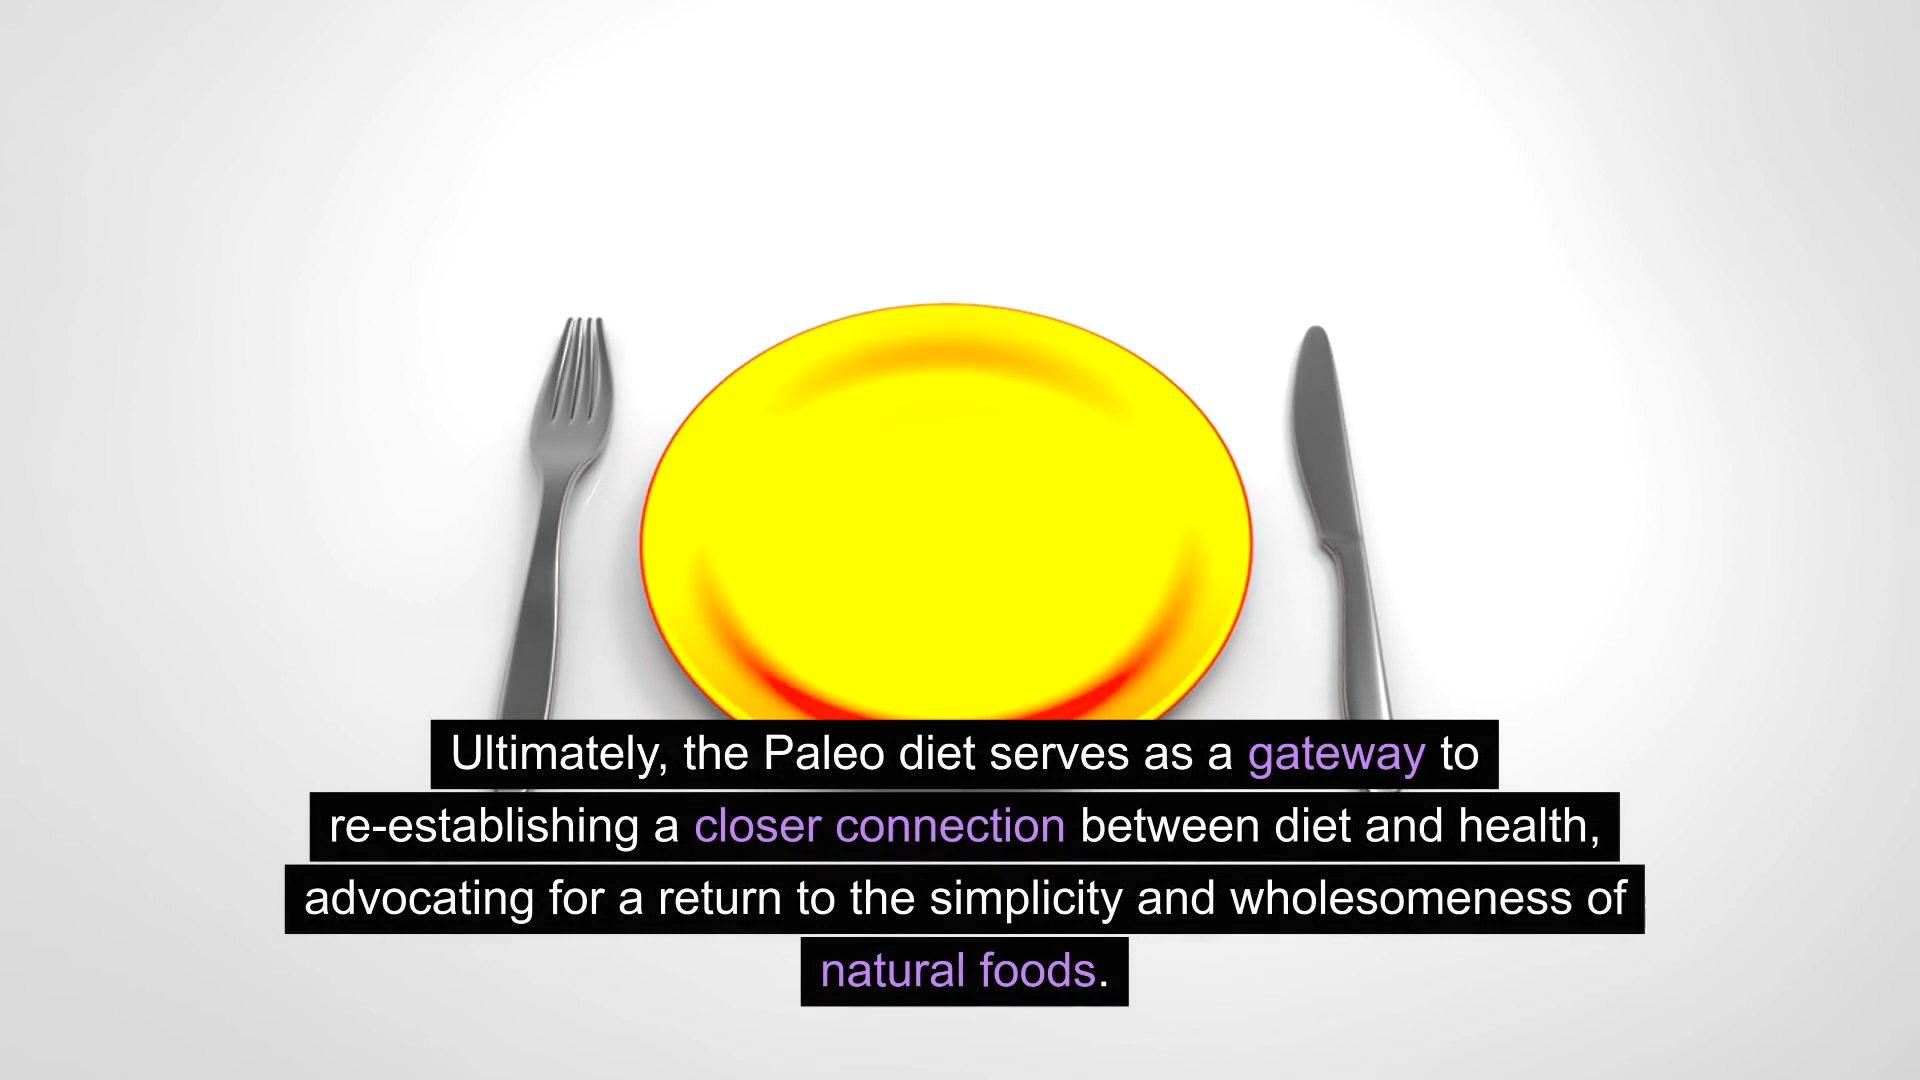 Ultimately, the Paleo diet serves as a gateway to
re-establishing a closer connection between diet and health,
advocating for a return to the simplicity and wholesomeness of
natural foods.